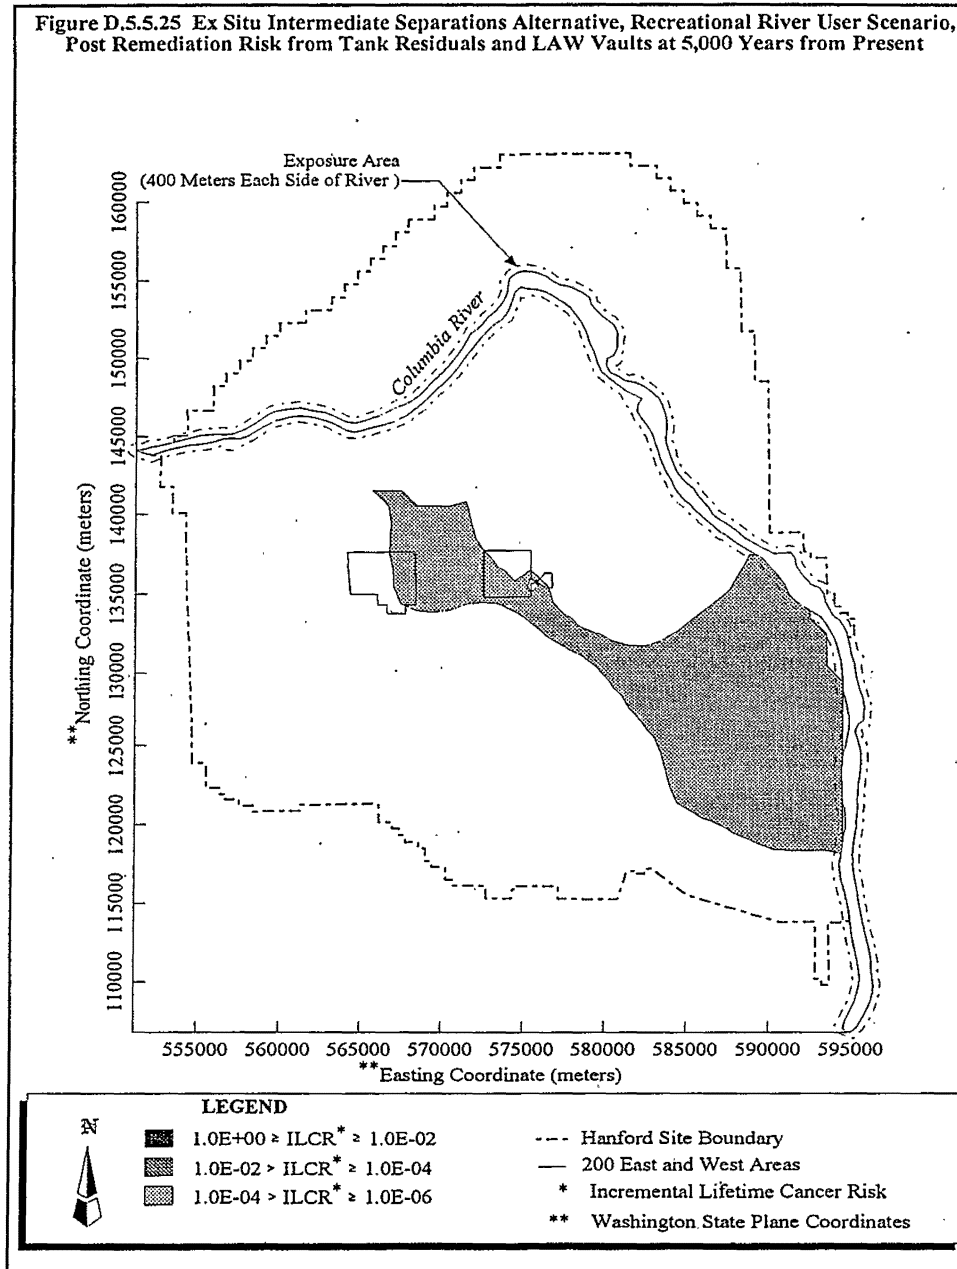 Figure D.5.5.25 Ex Situ Intermediate Separations Alternative, Recreational River User Scenario,
Post Remediation Risk from Tank Residuals and LAW Vaults at 5,000 Years from Present
Exposure Area
(400 Meters Each Side of River)
Columbia River
**Northing Coordinate (meters)
160000
155000
150000
145000
140000
135000
130000
125000
120000
115000
110000
555000 560000 565000 570000 575000 580000 585000 590000 595000
**Easting Coordinate (meters)
LEGEND
N
1.0E+00 ≥ ILCR* ≥ 1.0E-02
1.0E-02 > ILCR* ≥ 1.0E-04
1.0E-04 > ILCR* ≥ 1.0E-06
Hanford Site Boundary
200 East and West Areas
* Incremental Lifetime Cancer Risk
** Washington State Plane Coordinates